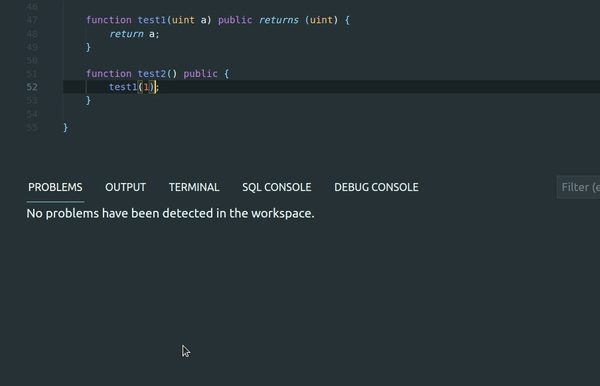 46
47 function test1(uint a) public returns (uint) {
48 return a;
49 }
50
51 function test2() public {
52 test1(1);
53 }
54
55 }
PROBLEMS OUTPUT TERMINAL SQL CONSOLE DEBUG CONSOLE Filter (e
No problems have been detected in the workspace.